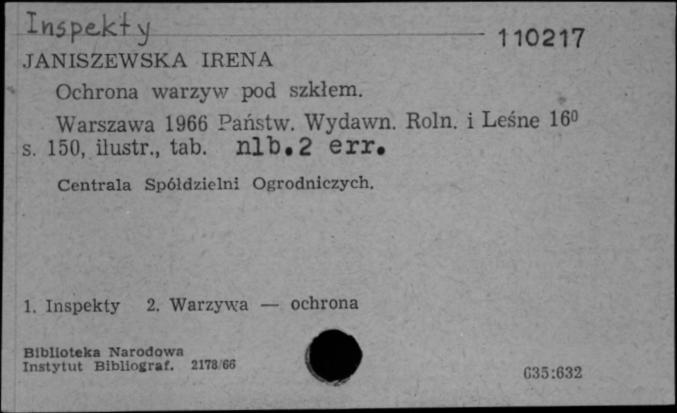 Inspekty
110217
JANISZEWSKA IRENA
Ochrona warzyw pod szkłem.
Warszawa 1966 Państw. Wydawn. Roln. i Leśne 16⁰
s. 150, ilustr., tab. nlb.2 err.
Centrala Spółdzielni Ogrodniczych.
1. Inspekty 2. Warzywa — ochrona
Biblioteka Narodowa
Instytut Bibliograf. 2178/66
635:632